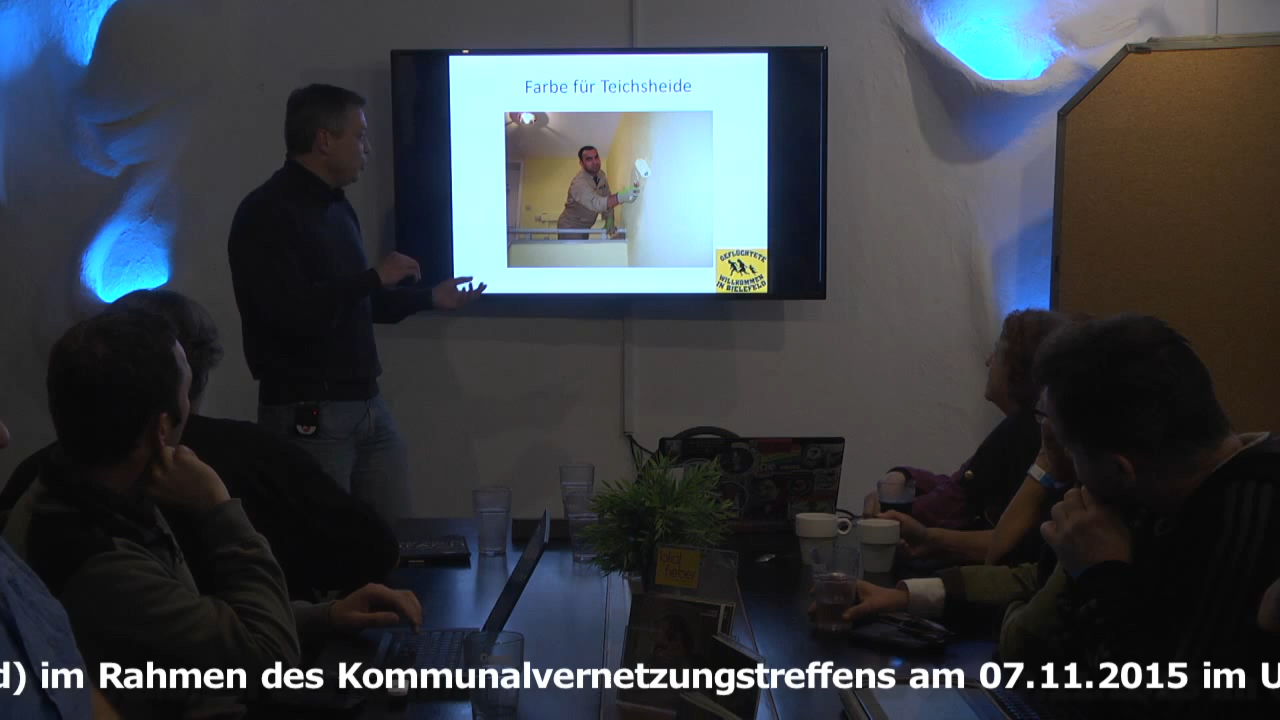 Farbe für Teichsheide
GEFLÜCHTETE
WILLKOMMEN
IN BIELEFELD
d) im Rahmen des Kommunalvernetzungstreffens am 07.11.2015 im U